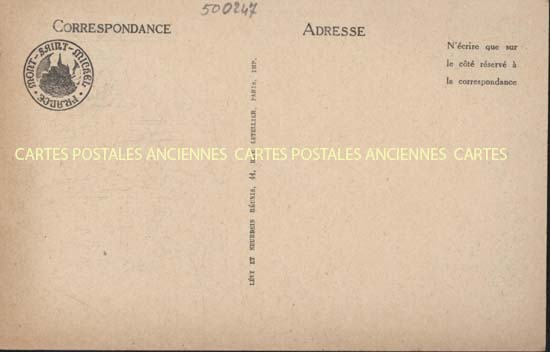 500247
CORRESPONDANCE
ADRESSE
MONT-SAINT-MICHEL • FRANCE •
N'écrire que sur
le côté réservé à
la correspondance
CARTES POSTALES ANCIENNES CARTES POSTALES ANCIENNES CARTES
LÉVY ET NEURDEIN RÉUNIS, 44, RUE LETELLIER, PARIS, IMP.